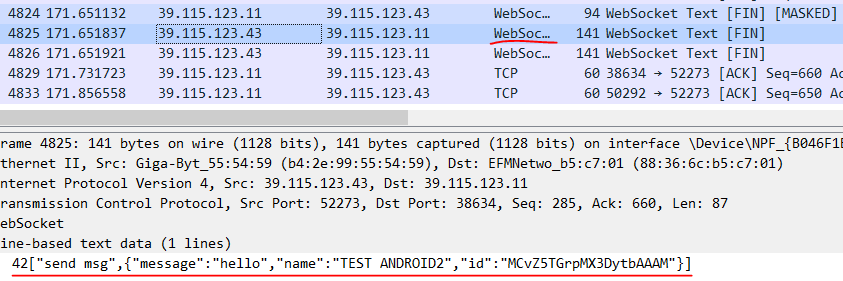 4824 171.651132 39.115.123.11 39.115.123.43 WebSoc… 94 WebSocket Text [FIN] [MASKED]
4825 171.651837 39.115.123.43 39.115.123.11 WebSoc… 141 WebSocket Text [FIN]
4826 171.651921 39.115.123.43 39.115.123.11 WebSoc… 141 WebSocket Text [FIN]
4829 171.731723 39.115.123.11 39.115.123.43 TCP 60 38634 → 52273 [ACK] Seq=660 Ac
4833 171.856558 39.115.123.11 39.115.123.43 TCP 60 50292 → 52273 [ACK] Seq=650 Ac
rame 4825: 141 bytes on wire (1128 bits), 141 bytes captured (1128 bits) on interface \Device\NPF_{B046F1E
thernet II, Src: Giga-Byt_55:54:59 (b4:2e:99:55:54:59), Dst: EFMNetwo_b5:c7:01 (88:36:6c:b5:c7:01)
nternet Protocol Version 4, Src: 39.115.123.43, Dst: 39.115.123.11
ransmission Control Protocol, Src Port: 52273, Dst Port: 38634, Seq: 285, Ack: 660, Len: 87
ebSocket
ine-based text data (1 lines)
42["send msg",{"message":"hello","name":"TEST ANDROID2","id":"MCvZ5TGrpMX3DytbAAAM"}]